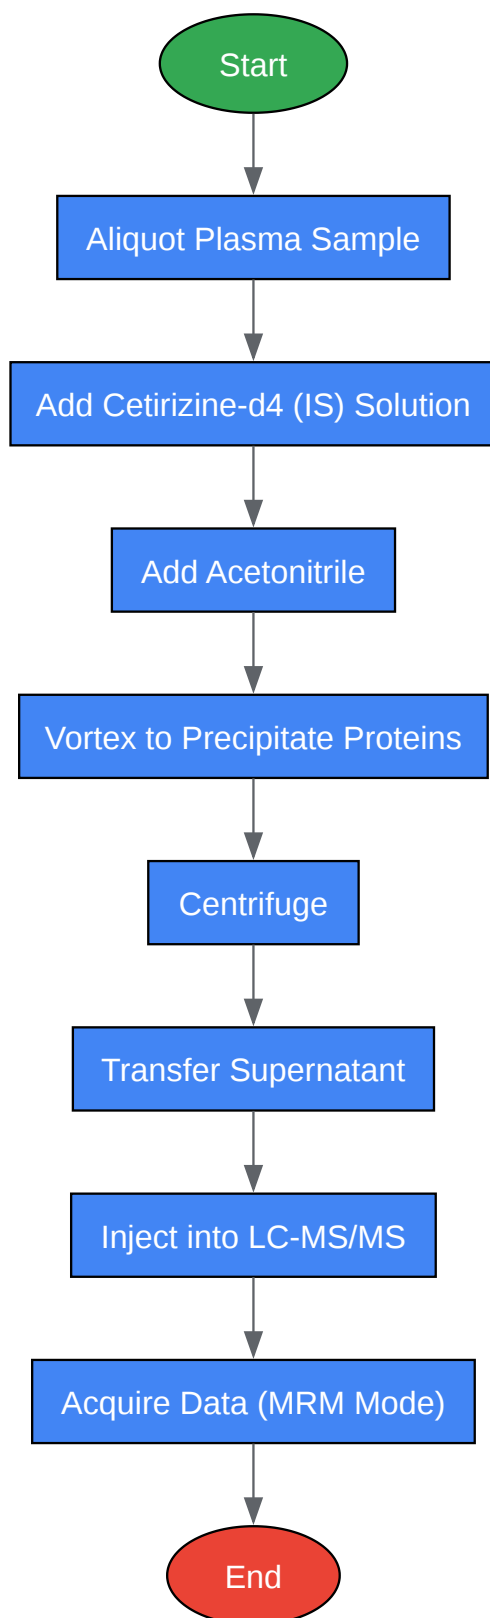 Start
Aliquot Plasma Sample
Add Cetirizine-d4 (IS) Solution
Add Acetonitrile
Vortex to Precipitate Proteins
Centrifuge
Transfer Supernatant
Inject into LC-MS/MS
Acquire Data (MRM Mode)
End